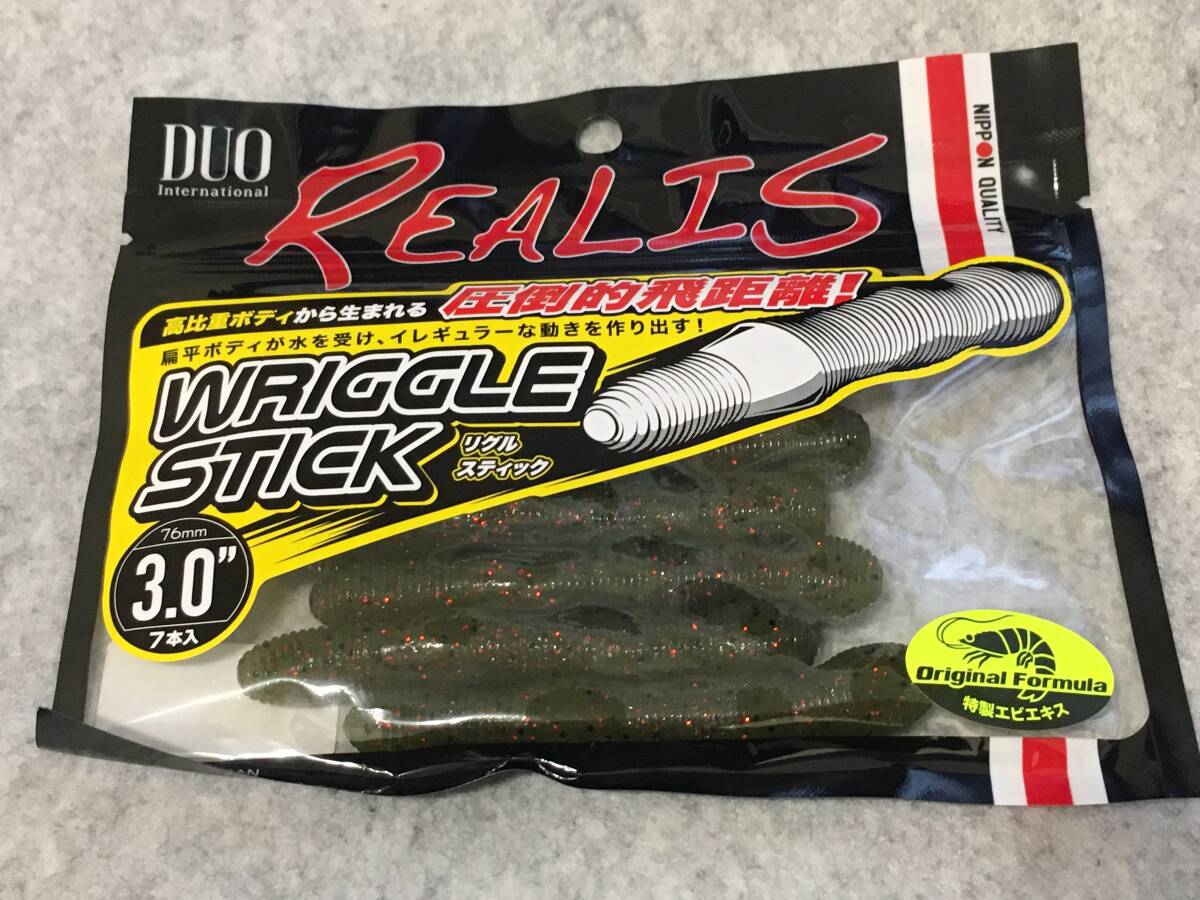 DUO
International
REALIS
NIPPON QUALITY
高比重ボディから生まれる 圧倒的飛距離!
扁平ボディが水を受け、イレギュラーな動きを作り出す!
WRIGGLE
STICK
リグル
スティック
76mm
3.0"
7本入
Original Formula
特製エビエキス